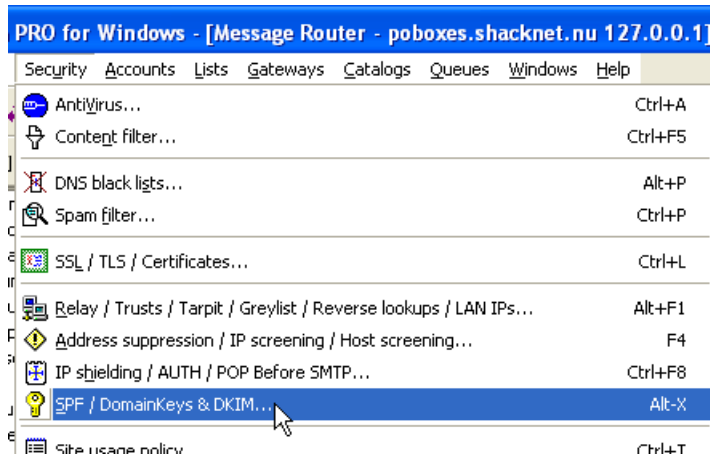 PRO for Windows - [Message Router - poboxes.shacknet.nu 127.0.0.1]
Security Accounts Lists Gateways Catalogs Queues Windows Help
AntiVirus... Ctrl+A
Content filter... Ctrl+F5
DNS black lists... Alt+P
Spam filter... Ctrl+P
SSL / TLS / Certificates... Ctrl+L
Relay / Trusts / Tarpit / Greylist / Reverse lookups / LAN IPs... Alt+F1
Address suppression / IP screening / Host screening... F4
IP shielding / AUTH / POP Before SMTP... Ctrl+F8
SPF / DomainKeys & DKIM... Alt-X
Site usage policy Ctrl+T